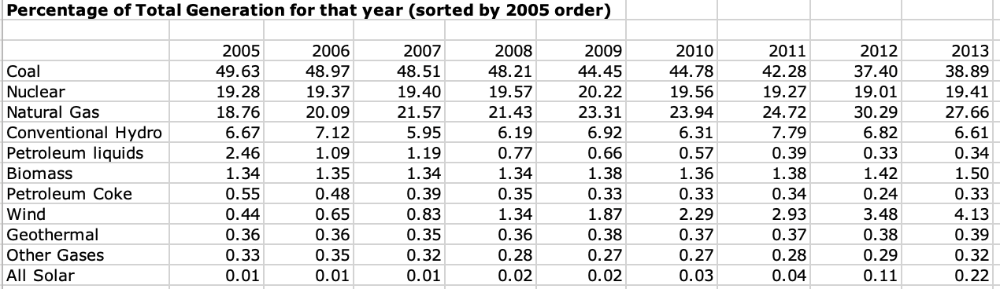 Percentage of Total Generation for that year (sorted by 2005 order)
2005 2006 2007 2008 2009 2010 2011 2012 2013
Coal 49.63 48.97 48.51 48.21 44.45 44.78 42.28 37.40 38.89
Nuclear 19.28 19.37 19.40 19.57 20.22 19.56 19.27 19.01 19.41
Natural Gas 18.76 20.09 21.57 21.43 23.31 23.94 24.72 30.29 27.66
Conventional Hydro 6.67 7.12 5.95 6.19 6.92 6.31 7.79 6.82 6.61
Petroleum liquids 2.46 1.09 1.19 0.77 0.66 0.57 0.39 0.33 0.34
Biomass 1.34 1.35 1.34 1.34 1.38 1.36 1.38 1.42 1.50
Petroleum Coke 0.55 0.48 0.39 0.35 0.33 0.33 0.34 0.24 0.33
Wind 0.44 0.65 0.83 1.34 1.87 2.29 2.93 3.48 4.13
Geothermal 0.36 0.36 0.35 0.36 0.38 0.37 0.37 0.38 0.39
Other Gases 0.33 0.35 0.32 0.28 0.27 0.27 0.28 0.29 0.32
All Solar 0.01 0.01 0.01 0.02 0.02 0.03 0.04 0.11 0.22